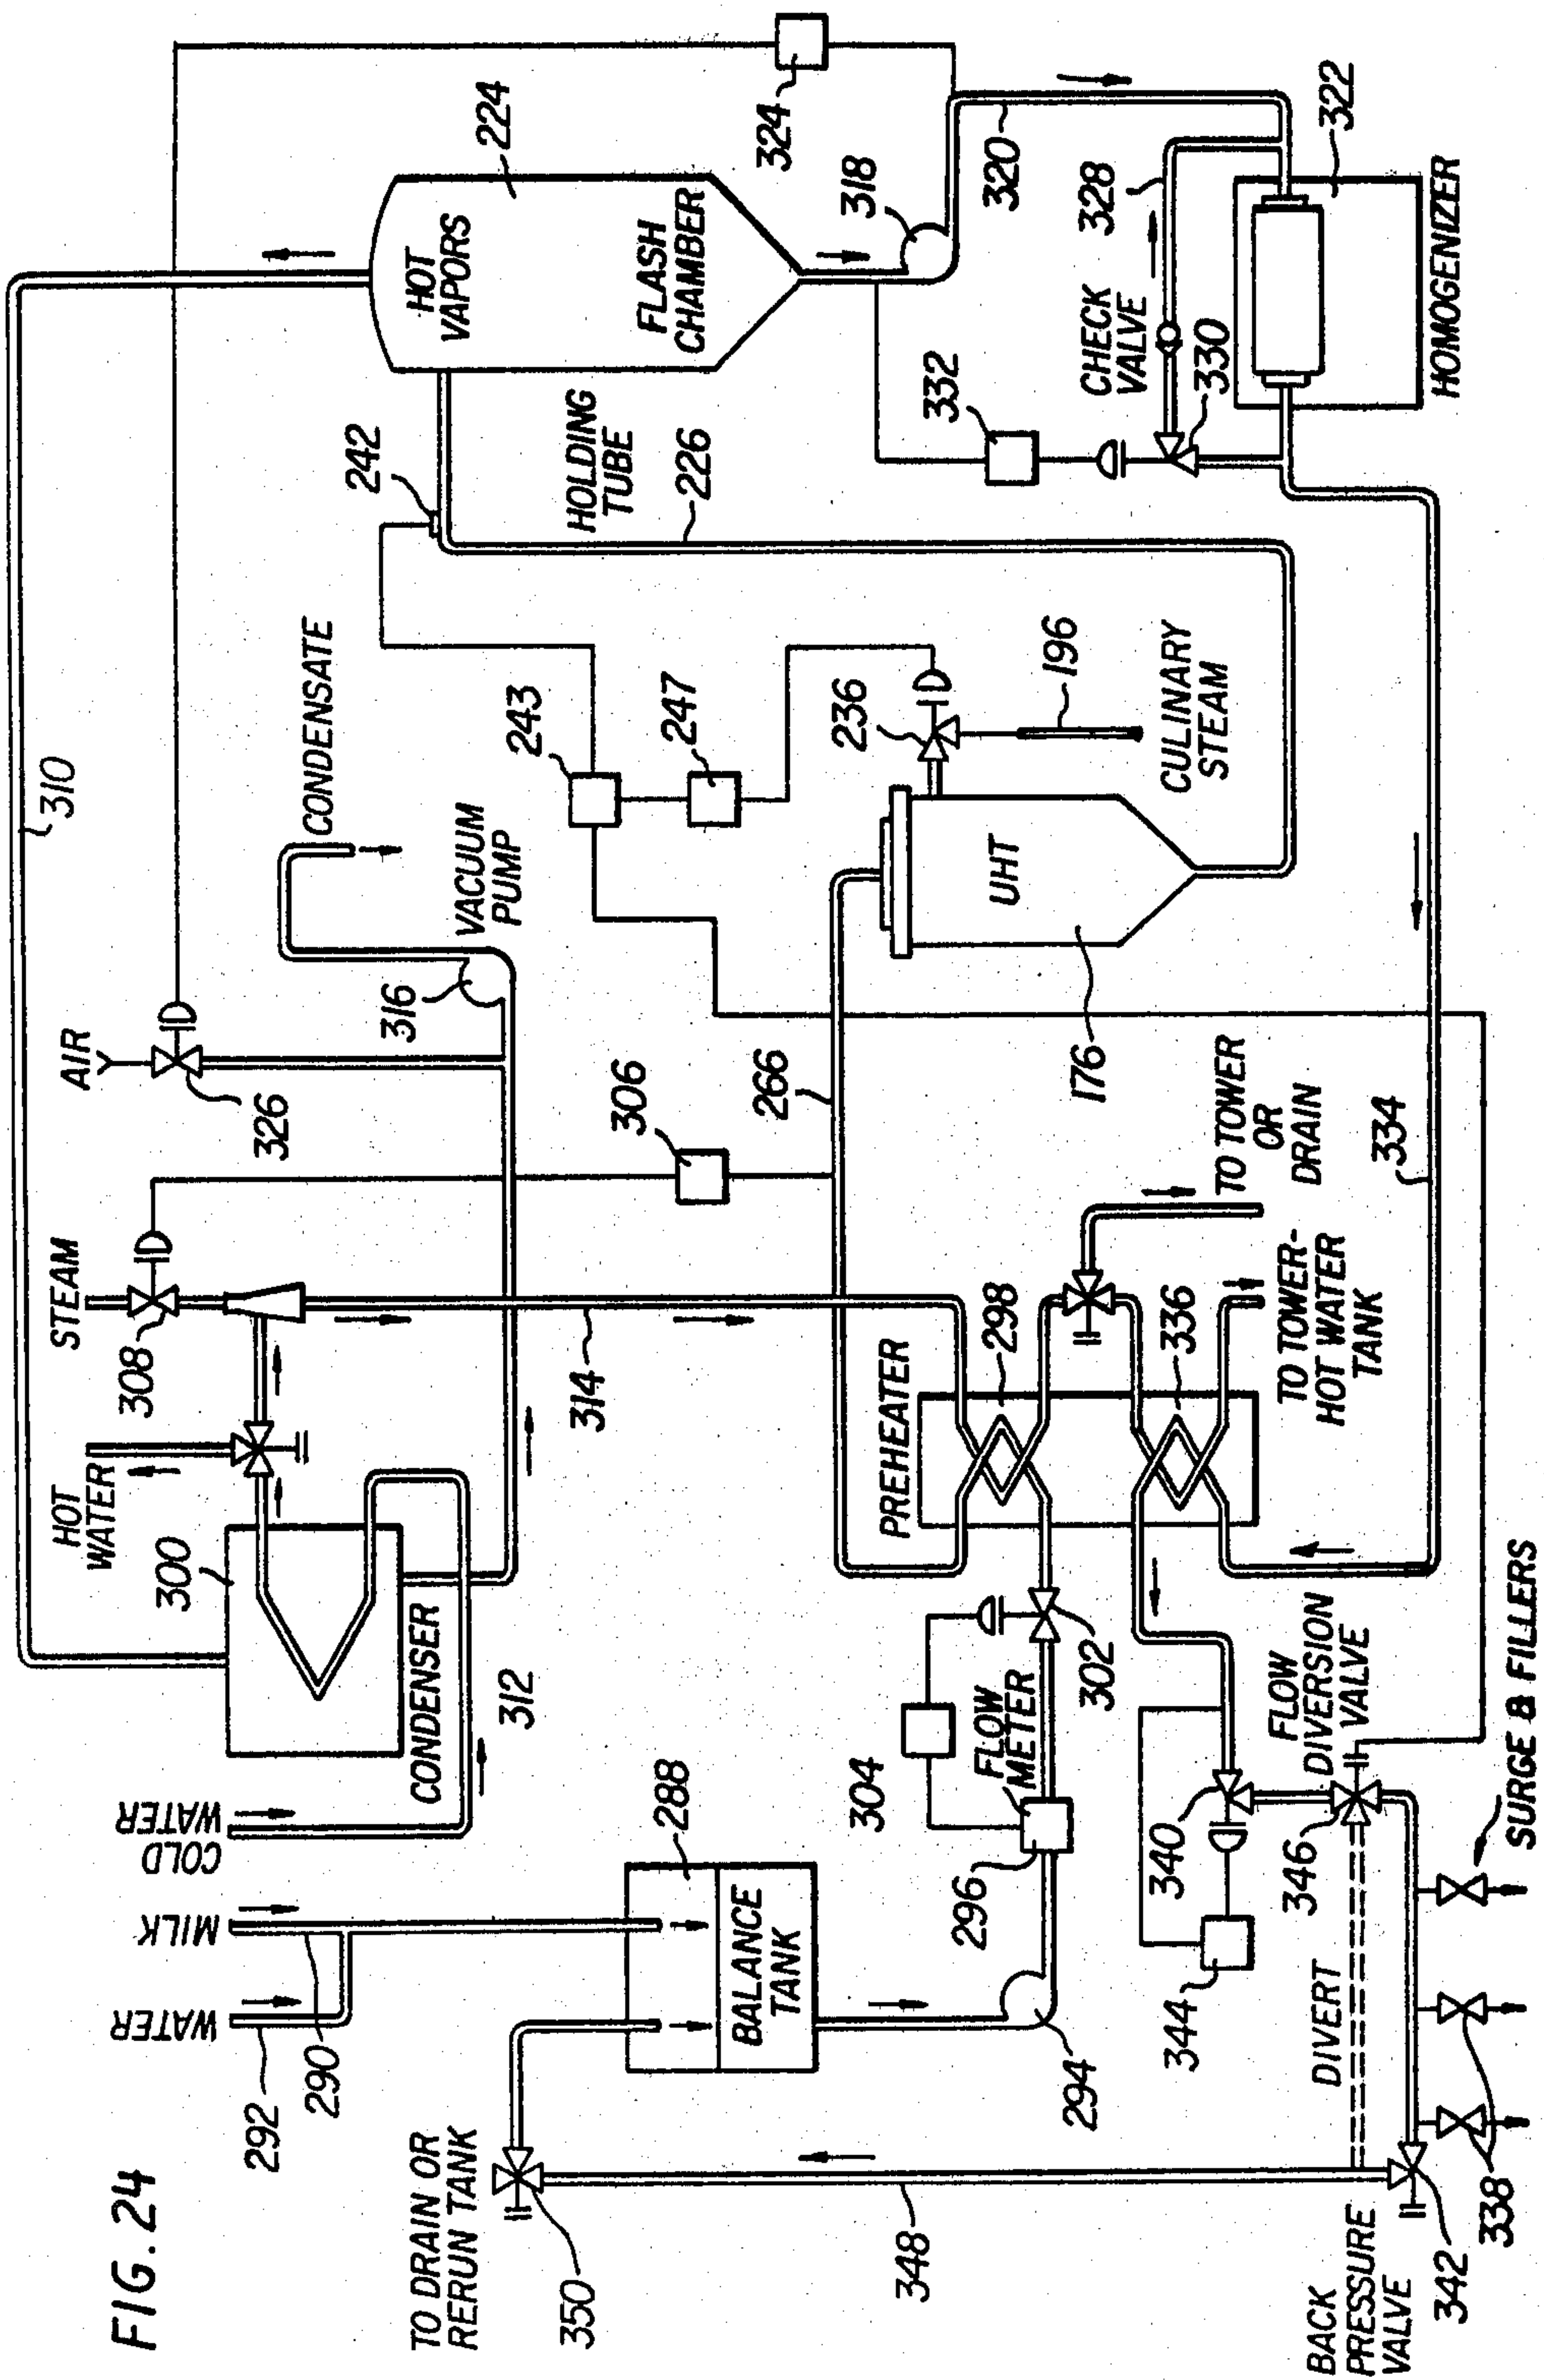 FIG. 24
WATER
292
290
MILK
COLD
WATER
HOT
WATER
300
CONDENSER
312
STEAM
308
AIR
326
310
CONDENSATE
316
VACUUM
PUMP
314
306
TO DRAIN OR
RERUN TANK
350
288
BALANCE
TANK
294
296
304
FLOW
METER
302
PREHEATER
298
336
266
243
247
242
HOLDING
TUBE
226
HOT
VAPORS
FLASH
CHAMBER
224
324
318
320
332
CHECK
VALVE
328
330
322
HOMOGENIZER
UHT
176
236
196
CULINARY
STEAM
TO TOWER
OR
DRAIN
TO TOWER-
HOT WATER
TANK
334
348
344
340
346
FLOW
DIVERSION
VALVE
DIVERT
BACK
PRESSURE
VALVE
342
338
SURGE & FILLERS